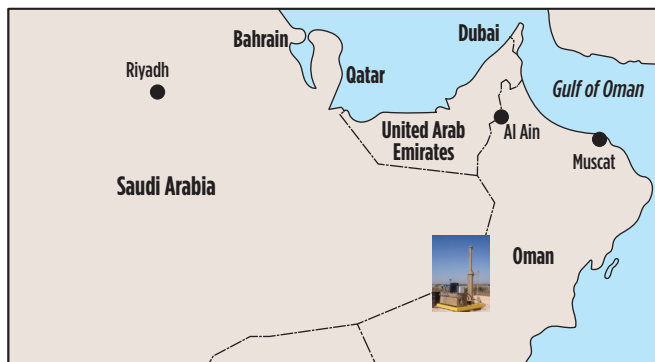 Bahrain
Dubai
Riyadh
Qatar
Gulf of Oman
United Arab
Emirates
Al Ain
Muscat
Saudi Arabia
Oman